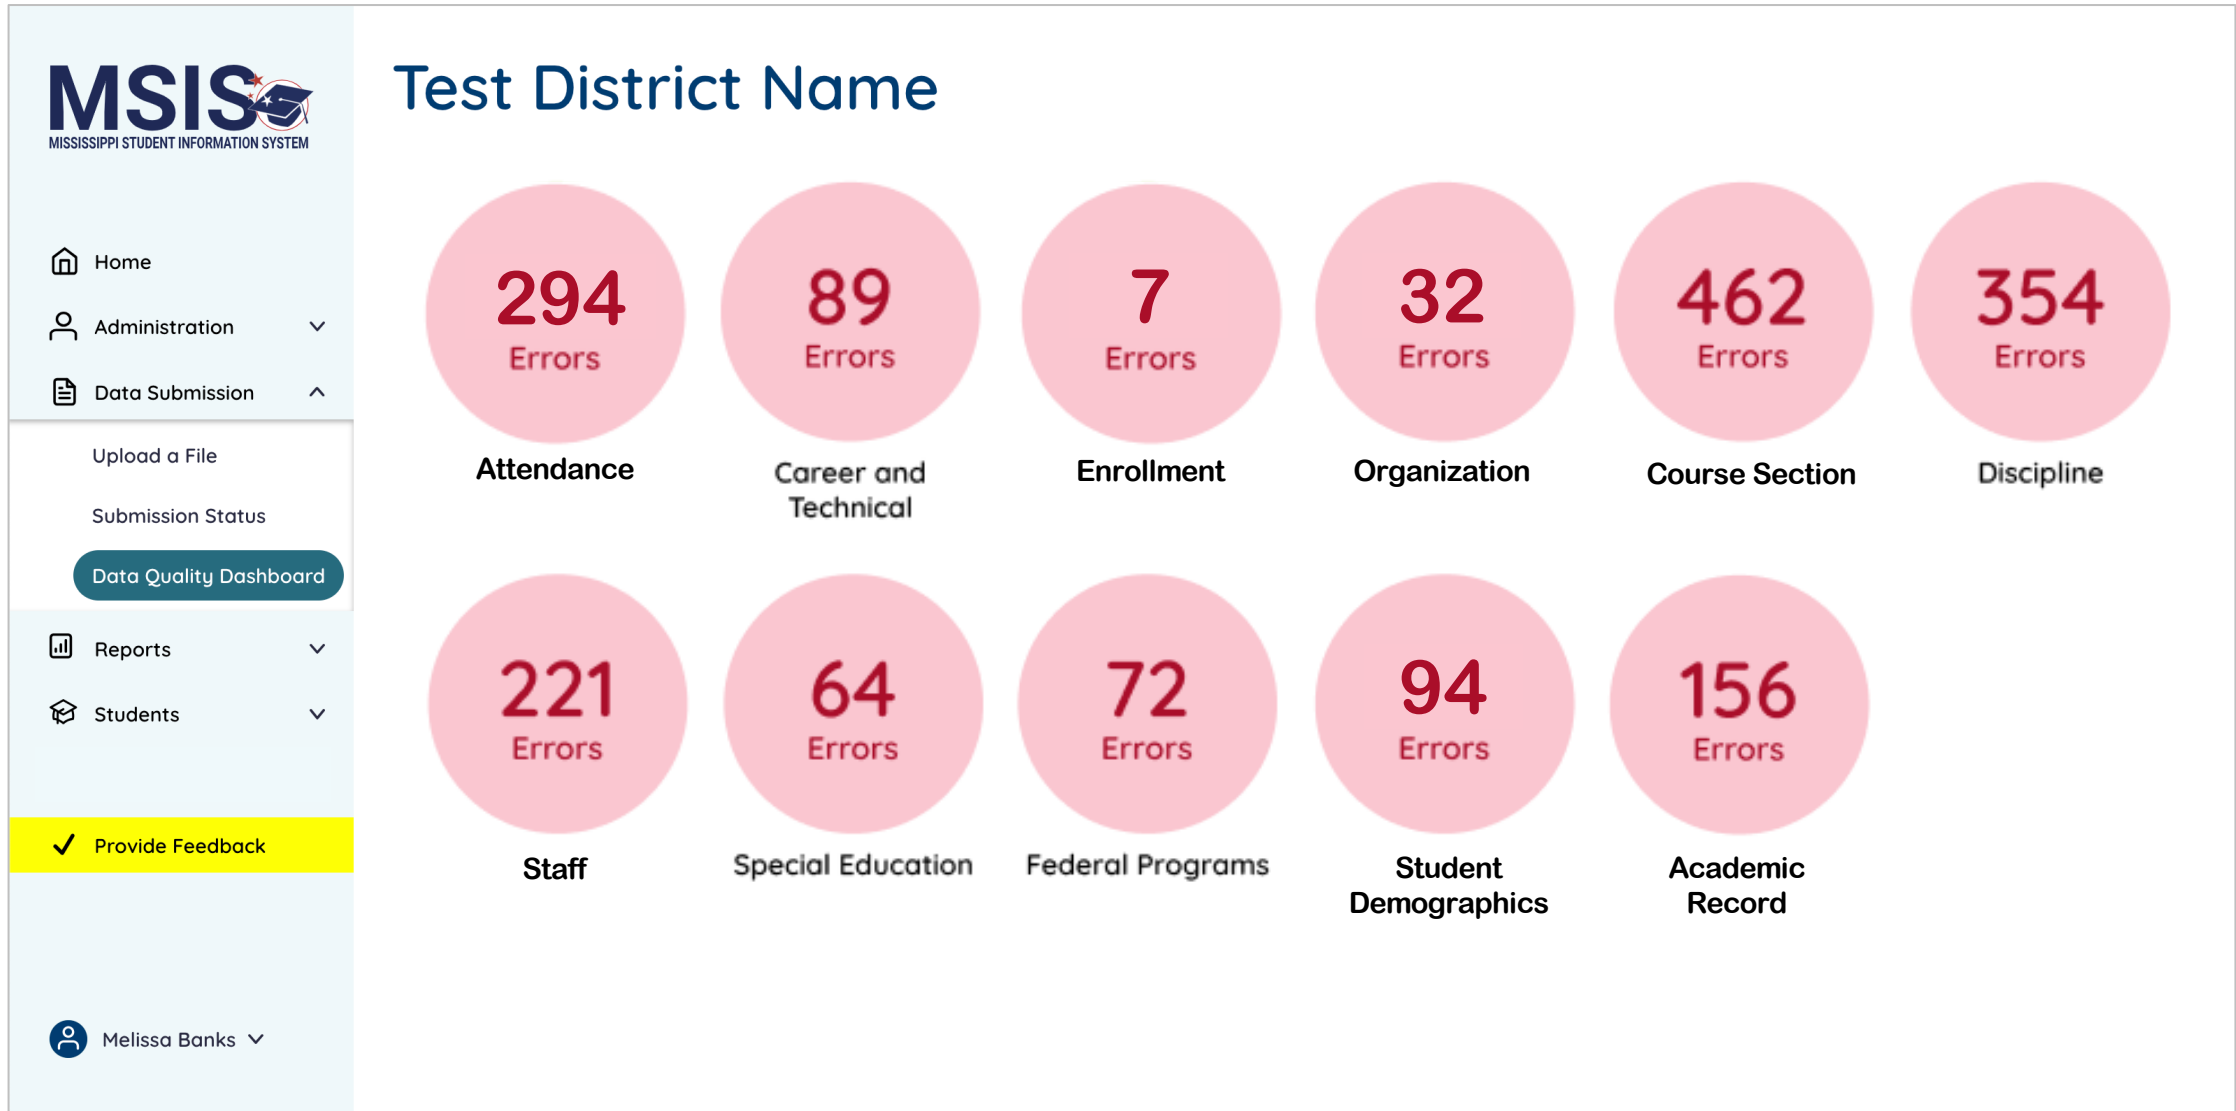 MSIS
MISSISSIPPI STUDENT INFORMATION SYSTEM
Home
Administration
Data Submission
Upload a File
Submission Status
Data Quality Dashboard
Reports
Students
Provide Feedback
Melissa Banks
Test District Name
294
Errors
Attendance
89
Errors
Career and
Technical
7
Errors
Enrollment
32
Errors
Organization
462
Errors
Course Section
354
Errors
Discipline
221
Errors
Staff
64
Errors
Special Education
72
Errors
Federal Programs
94
Errors
Student
Demographics
156
Errors
Academic
Record